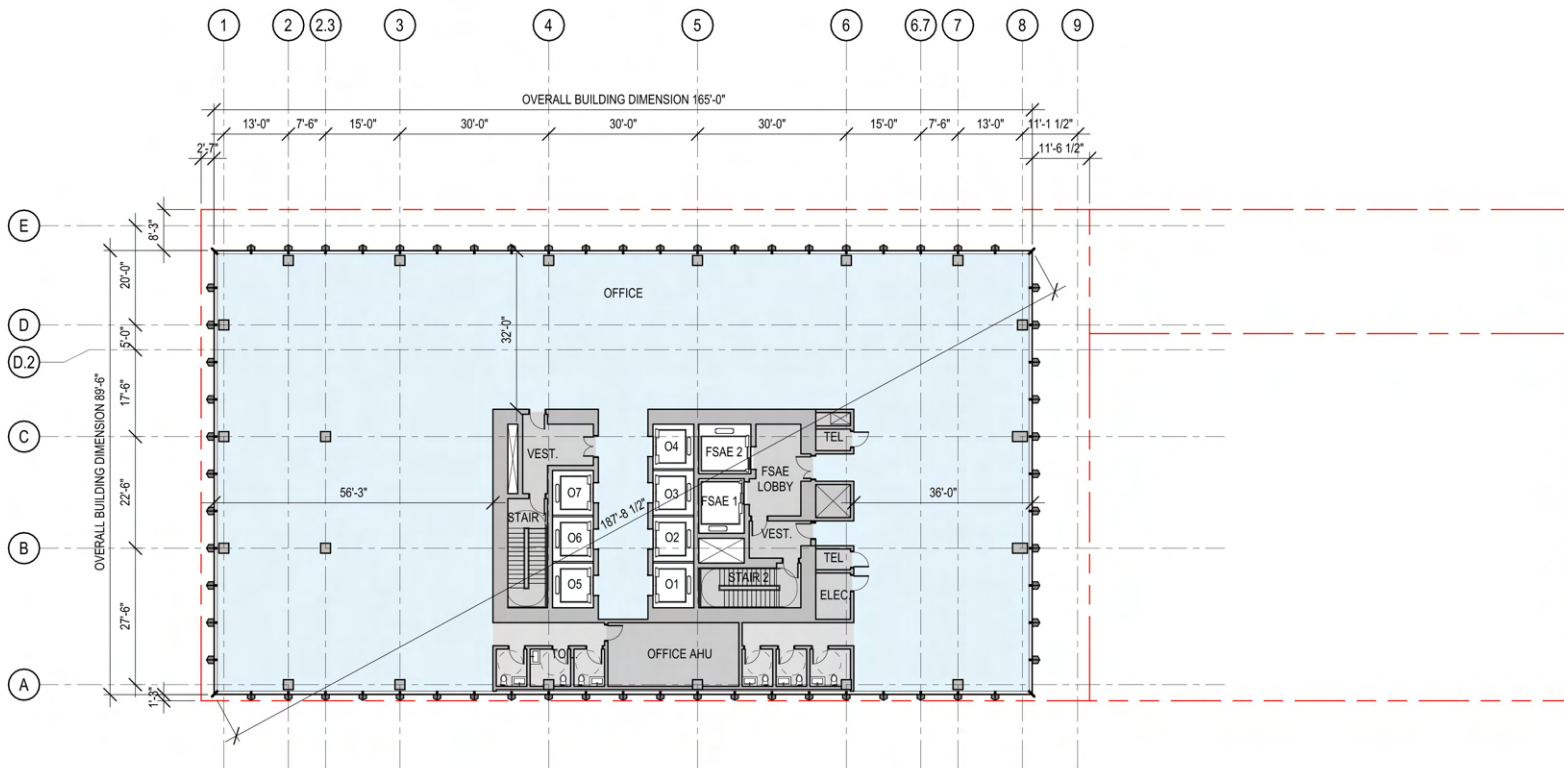 1 2 2.3 3 4 5 6 6.7 7 8 9
OVERALL BUILDING DIMENSION 165'-0"
13'-0" 7'-6" 15'-0" 30'-0" 30'-0" 30'-0" 15'-0" 7'-6" 13'-0" 11'-1 1/2"
2'-7" 11'-6 1/2"
E
8'-3"
20'-0"
OFFICE
D
5'-0"
32'-0"
D.2
OVERALL BUILDING DIMENSION 89'-6"
17'-6"
C
TEL
O4
VEST.
FSAE 2
FSAE
LOBBY
22'-6"
56'-3"
O7
O3
FSAE 1
36'-0"
187'-8 1/2"
STAIR 1
VEST.
B
O6
O2
TEL
STAIR 2
O5
O1
ELEC.
27'-6"
OFFICE AHU
A
1'-3"